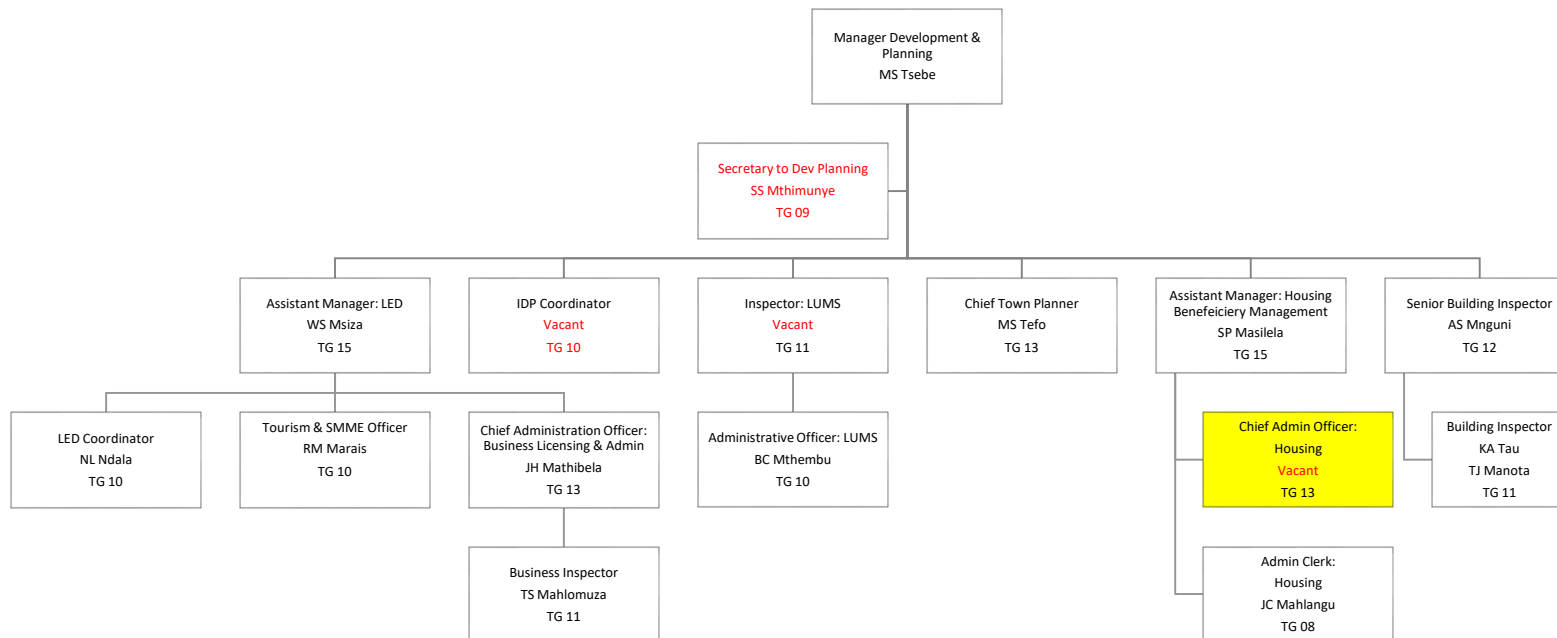 Manager Development &
Planning
MS Tsebe
Secretary to Dev Planning
SS Mthimunye
TG 09
Assistant Manager: LED
WS Msiza
TG 15
IDP Coordinator
Vacant
TG 10
Inspector: LUMS
Vacant
TG 11
Chief Town Planner
MS Tefo
TG 13
Assistant Manager: Housing
Benefeiciery Management
SP Masilela
TG 15
Senior Building Inspector
AS Mnguni
TG 12
LED Coordinator
NL Ndala
TG 10
Tourism & SMME Officer
RM Marais
TG 10
Chief Administration Officer:
Business Licensing & Admin
JH Mathibela
TG 13
Administrative Officer: LUMS
BC Mthembu
TG 10
Chief Admin Officer:
Housing
Vacant
TG 13
Building Inspector
KA Tau
TJ Manota
TG 11
Business Inspector
TS Mahlomuza
TG 11
Admin Clerk:
Housing
JC Mahlangu
TG 08